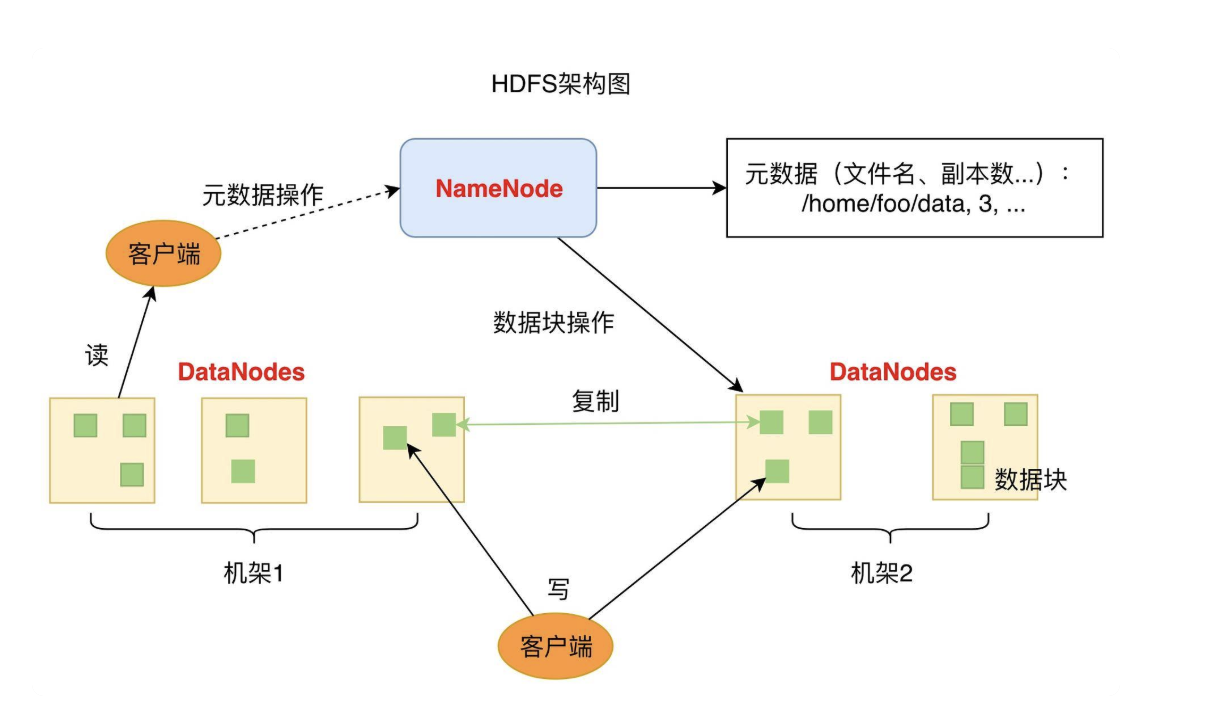 HDFS架构图
NameNode
元数据（文件名、副本数...）:
/home/foo/data, 3, ...
元数据操作
客户端
数据块操作
读
DataNodes
DataNodes
复制
数据块
机架1
机架2
写
客户端